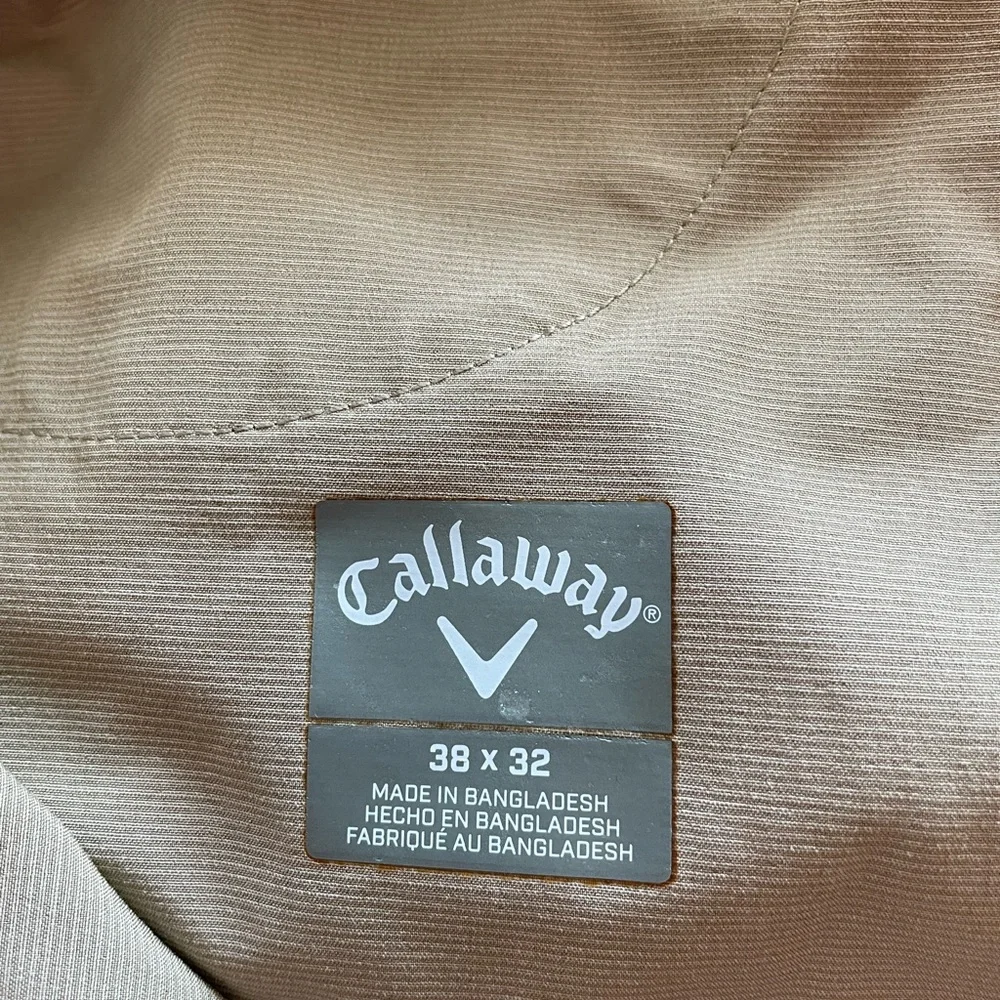 Callaway®
38 x 32
MADE IN BANGLADESH
HECHO EN BANGLADESH
FABRIQUÉ AU BANGLADESH